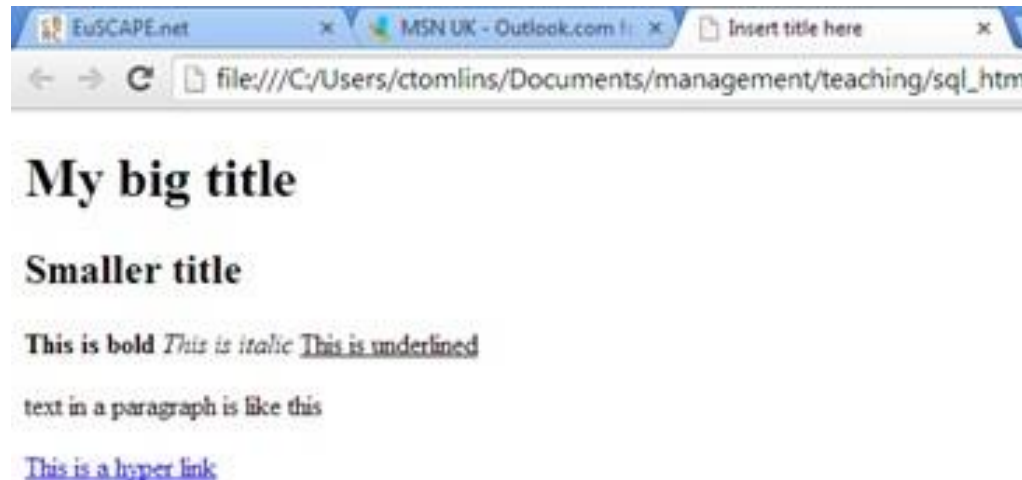 EuSCAPE.net
MSN UK - Outlook.com
Insert title here
file:///C:/Users/ctomlins/Documents/management/teaching/sql_htm
My big title
Smaller title
This is bold This is italic This is underlined
text in a paragraph is like this
This is a hyper link